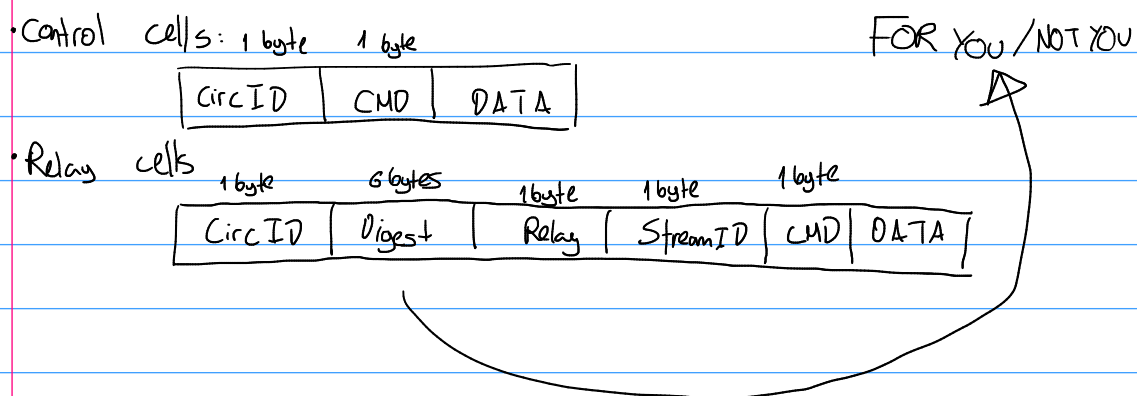 • Control cells: 1 byte 1 byte FOR YOU / NOT YOU
CircID CMD DATA
• Relay cells
1 byte 6 bytes 1 byte 1 byte 1 byte
CircID Digest Relay StreamID CMD DATA